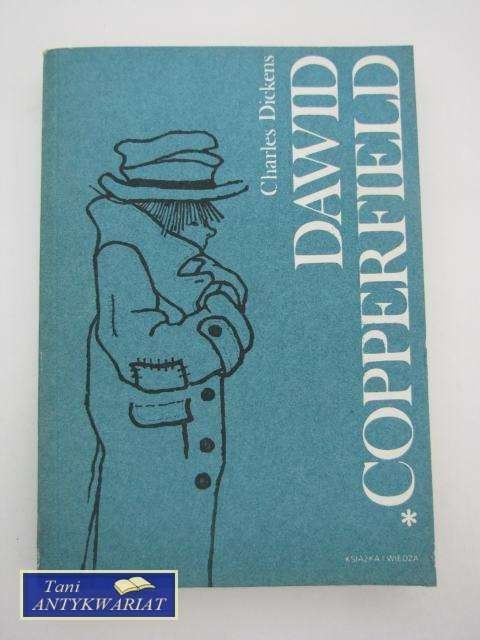 Charles Dickens
DAWID
*COPPERFIELD
KSIĄŻKA I WIEDZA
Tani
ANTYKWARIAT